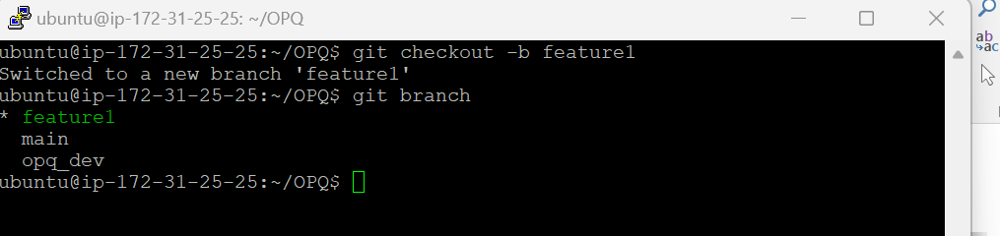 ubuntu@ip-172-31-25-25: ~/OPQ
ubuntu@ip-172-31-25-25:~/OPQ$ git checkout -b feature1
Switched to a new branch 'feature1'
ubuntu@ip-172-31-25-25:~/OPQ$ git branch
* feature1
  main
  opq_dev
ubuntu@ip-172-31-25-25:~/OPQ$
ab
ac